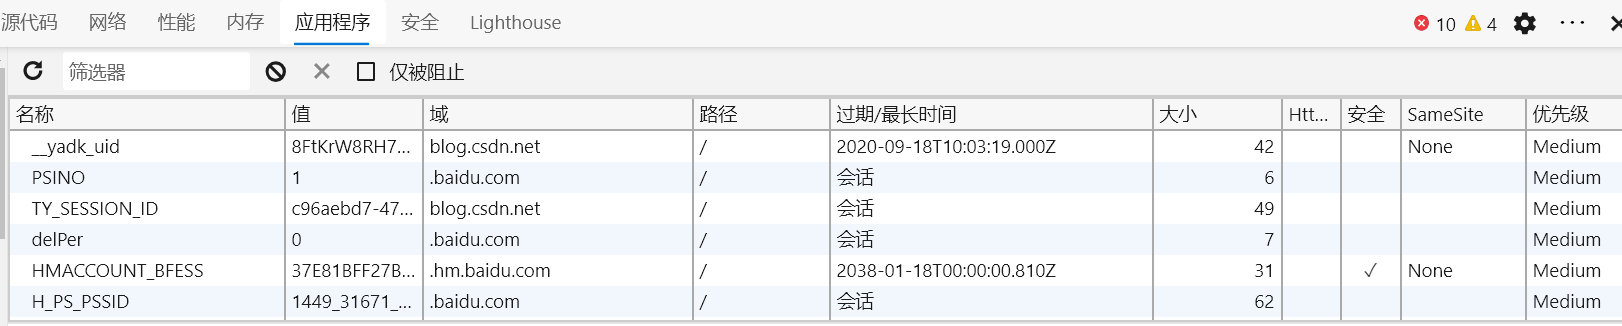 源代码 网络 性能 内存 应用程序 安全 Lighthouse 10 4
筛选器 仅被阻止
名称 值 域 路径 过期/最长时间 大小 Htt... 安全 SameSite 优先级
__yadk_uid 8FtKrW8RH7... blog.csdn.net / 2020-09-18T10:03:19.000Z 42 None Medium
PSINO 1 .baidu.com / 会话 6 Medium
TY_SESSION_ID c96aebd7-47... blog.csdn.net / 会话 49 Medium
delPer 0 .baidu.com / 会话 7 Medium
HMACCOUNT_BFESS 37E81BFF27B... .hm.baidu.com / 2038-01-18T00:00:00.810Z 31 ✓ None Medium
H_PS_PSSID 1449_31671_... .baidu.com / 会话 62 Medium